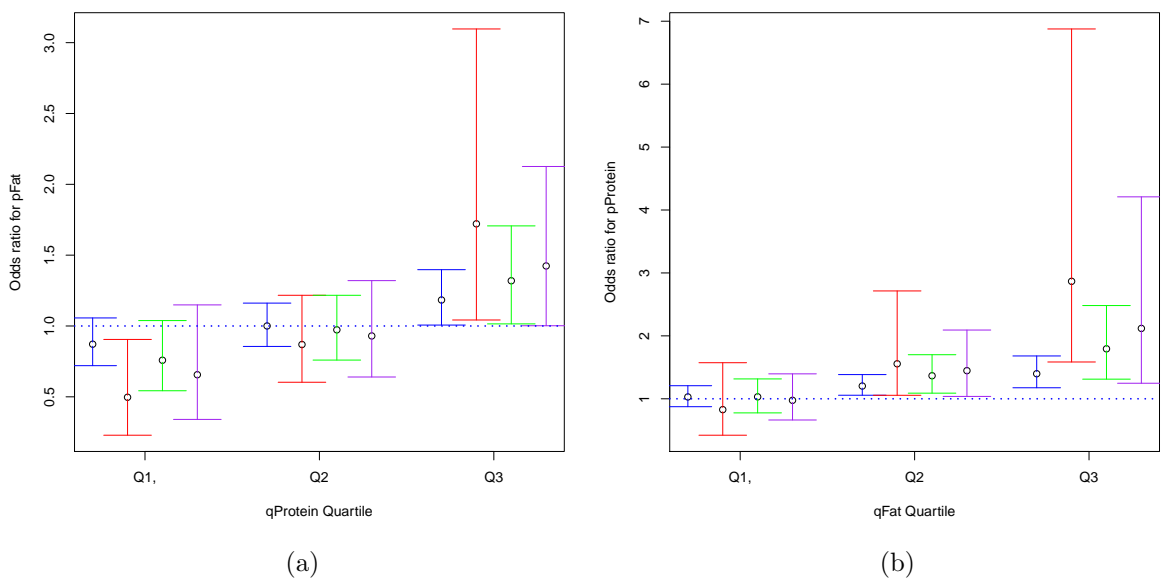 Odds ratio for pFat
3.0
2.5
2.0
1.5
1.0
0.5
Q1,
Q2
Q3
qProtein Quartile
(a)
Odds ratio for pProtein
7
6
5
4
3
2
1
Q1,
Q2
Q3
qFat Quartile
(b)